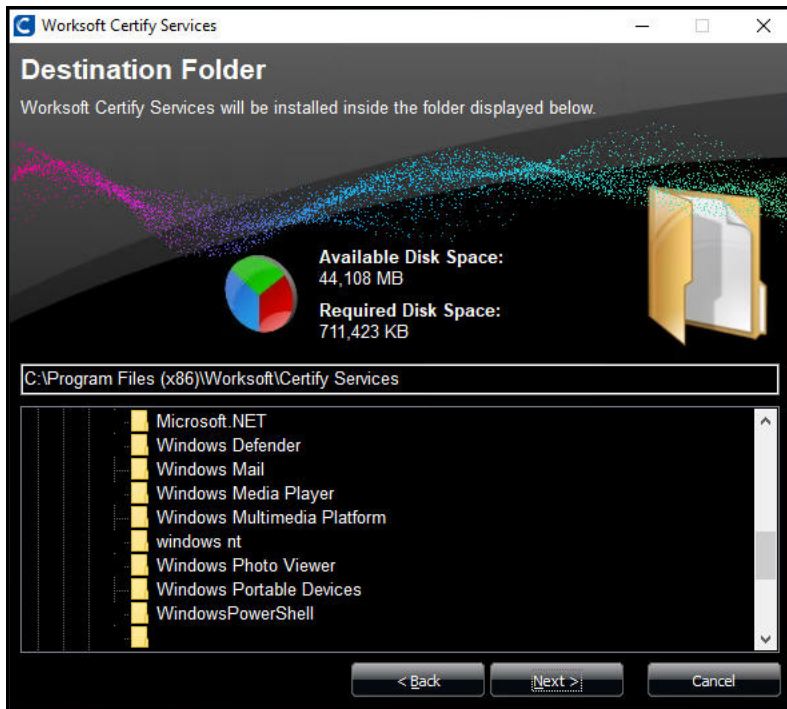 Worksoft Certify Services
Destination Folder
Worksoft Certify Services will be installed inside the folder displayed below.
Available Disk Space:
44,108 MB
Required Disk Space:
711,423 KB
C:\Program Files (x86)\Worksoft\Certify Services
Microsoft.NET
Windows Defender
Windows Mail
Windows Media Player
Windows Multimedia Platform
windows nt
Windows Photo Viewer
Windows Portable Devices
WindowsPowerShell
< Back Next > Cancel